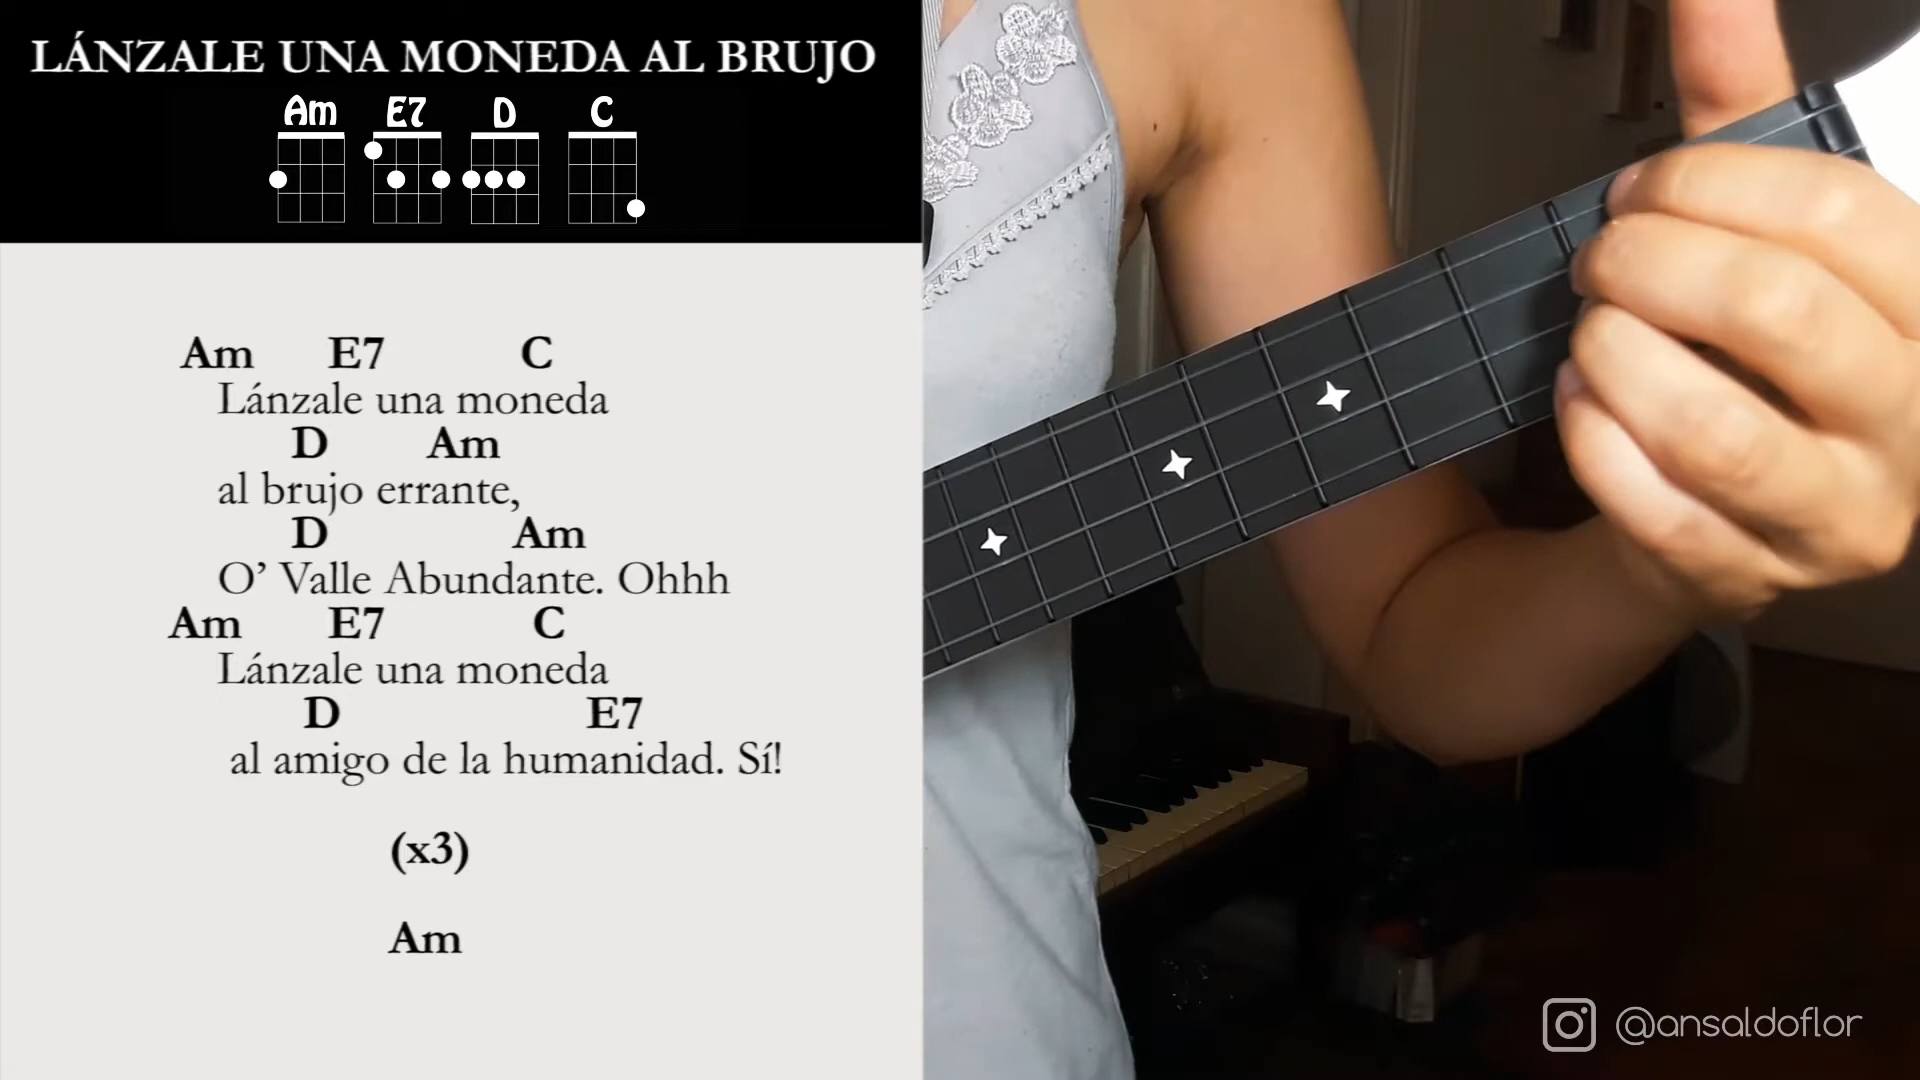 LÁNZALE UNA MONEDA AL BRUJO
Am E7 D C
Am E7 C
Lánzale una moneda
D Am
al brujo errante,
D Am
O’ Valle Abundante. Ohhh
Am E7 C
Lánzale una moneda
D E7
al amigo de la humanidad. Sí!
(x3)
Am
@ansaldoflor